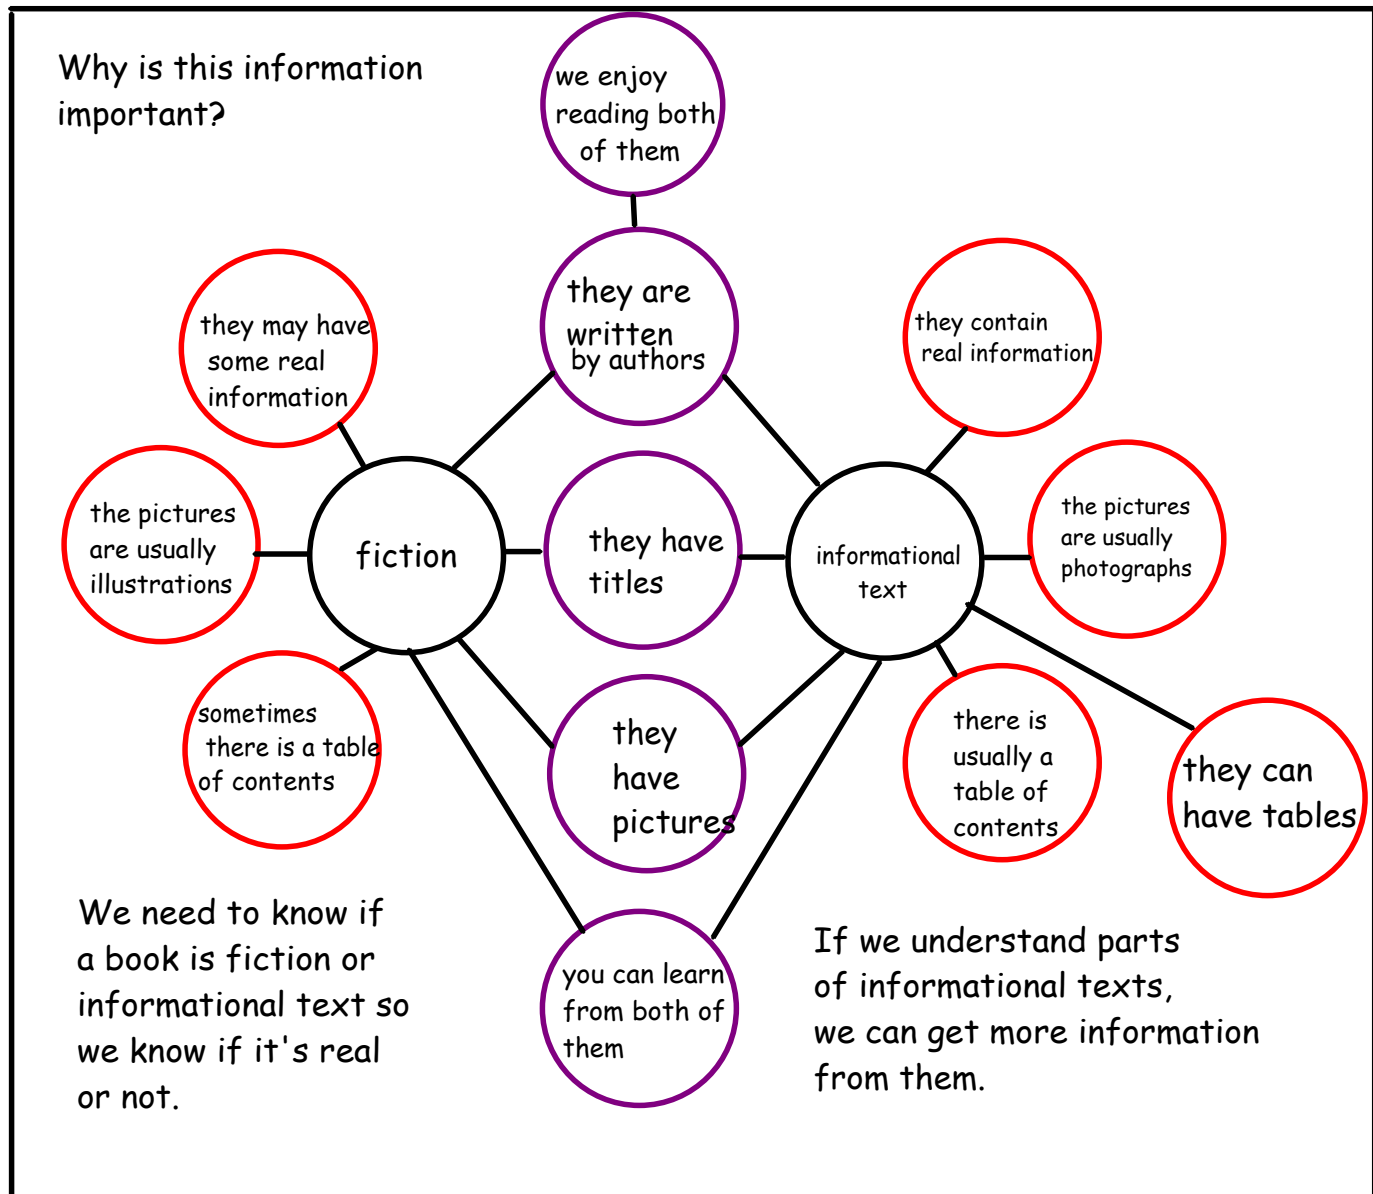 Why is this information
important?
we enjoy
reading both
of them
they are
written
by authors
they may have
some real
information
they contain
real information
the pictures
are usually
illustrations
fiction
they have
titles
informational
text
the pictures
are usually
photographs
sometimes
there is a table
of contents
they
have
pictures
there is
usually a
table of
contents
they can
have tables
We need to know if
a book is fiction or
informational text so
we know if it's real
or not.
you can learn
from both of
them
If we understand parts
of informational texts,
we can get more information
from them.